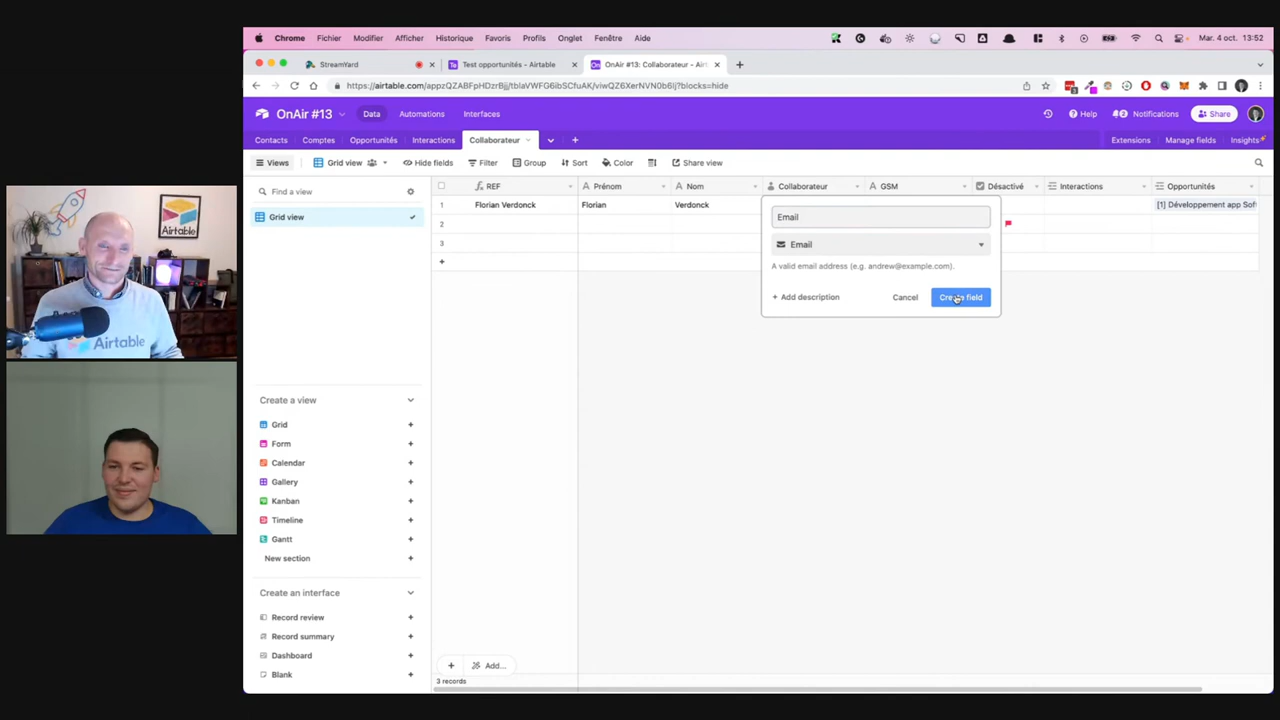 Chrome Fichier Modifier Afficher Historique Favoris Profils Onglet Fenêtre Aide Mar. 4 oct. 13:52
StreamYard Test opportunités - Airtable OnAir #13: Collaborateur - Airt
https://airtable.com/appzQZABFpHDzrBjj/tblaVWFG6ibSCfuAK/viwQZ6XerNVN0b6Ij?blocks=hide
OnAir #13 Data Automations Interfaces Help Notifications Share
Contacts Comptes Opportunités Interactions Collaborateur Extensions Manage fields Insights
Views Grid view Hide fields Filter Group Sort Color Share view
Find a view
Grid view
REF Prénom Nom Collaborateur GSM Désactivé Interactions Opportunités
1 Florian Verdonck Florian Verdonck [1] Développement app Soft
2
3
Email
Email
A valid email address (e.g. andrew@example.com).
+ Add description Cancel Create field
Create a view
Grid
Form
Calendar
Gallery
Kanban
Timeline
Gantt
New section
Create an interface
Record review
Record summary
Dashboard
Blank
Add...
3 records
Airtable
Airtable